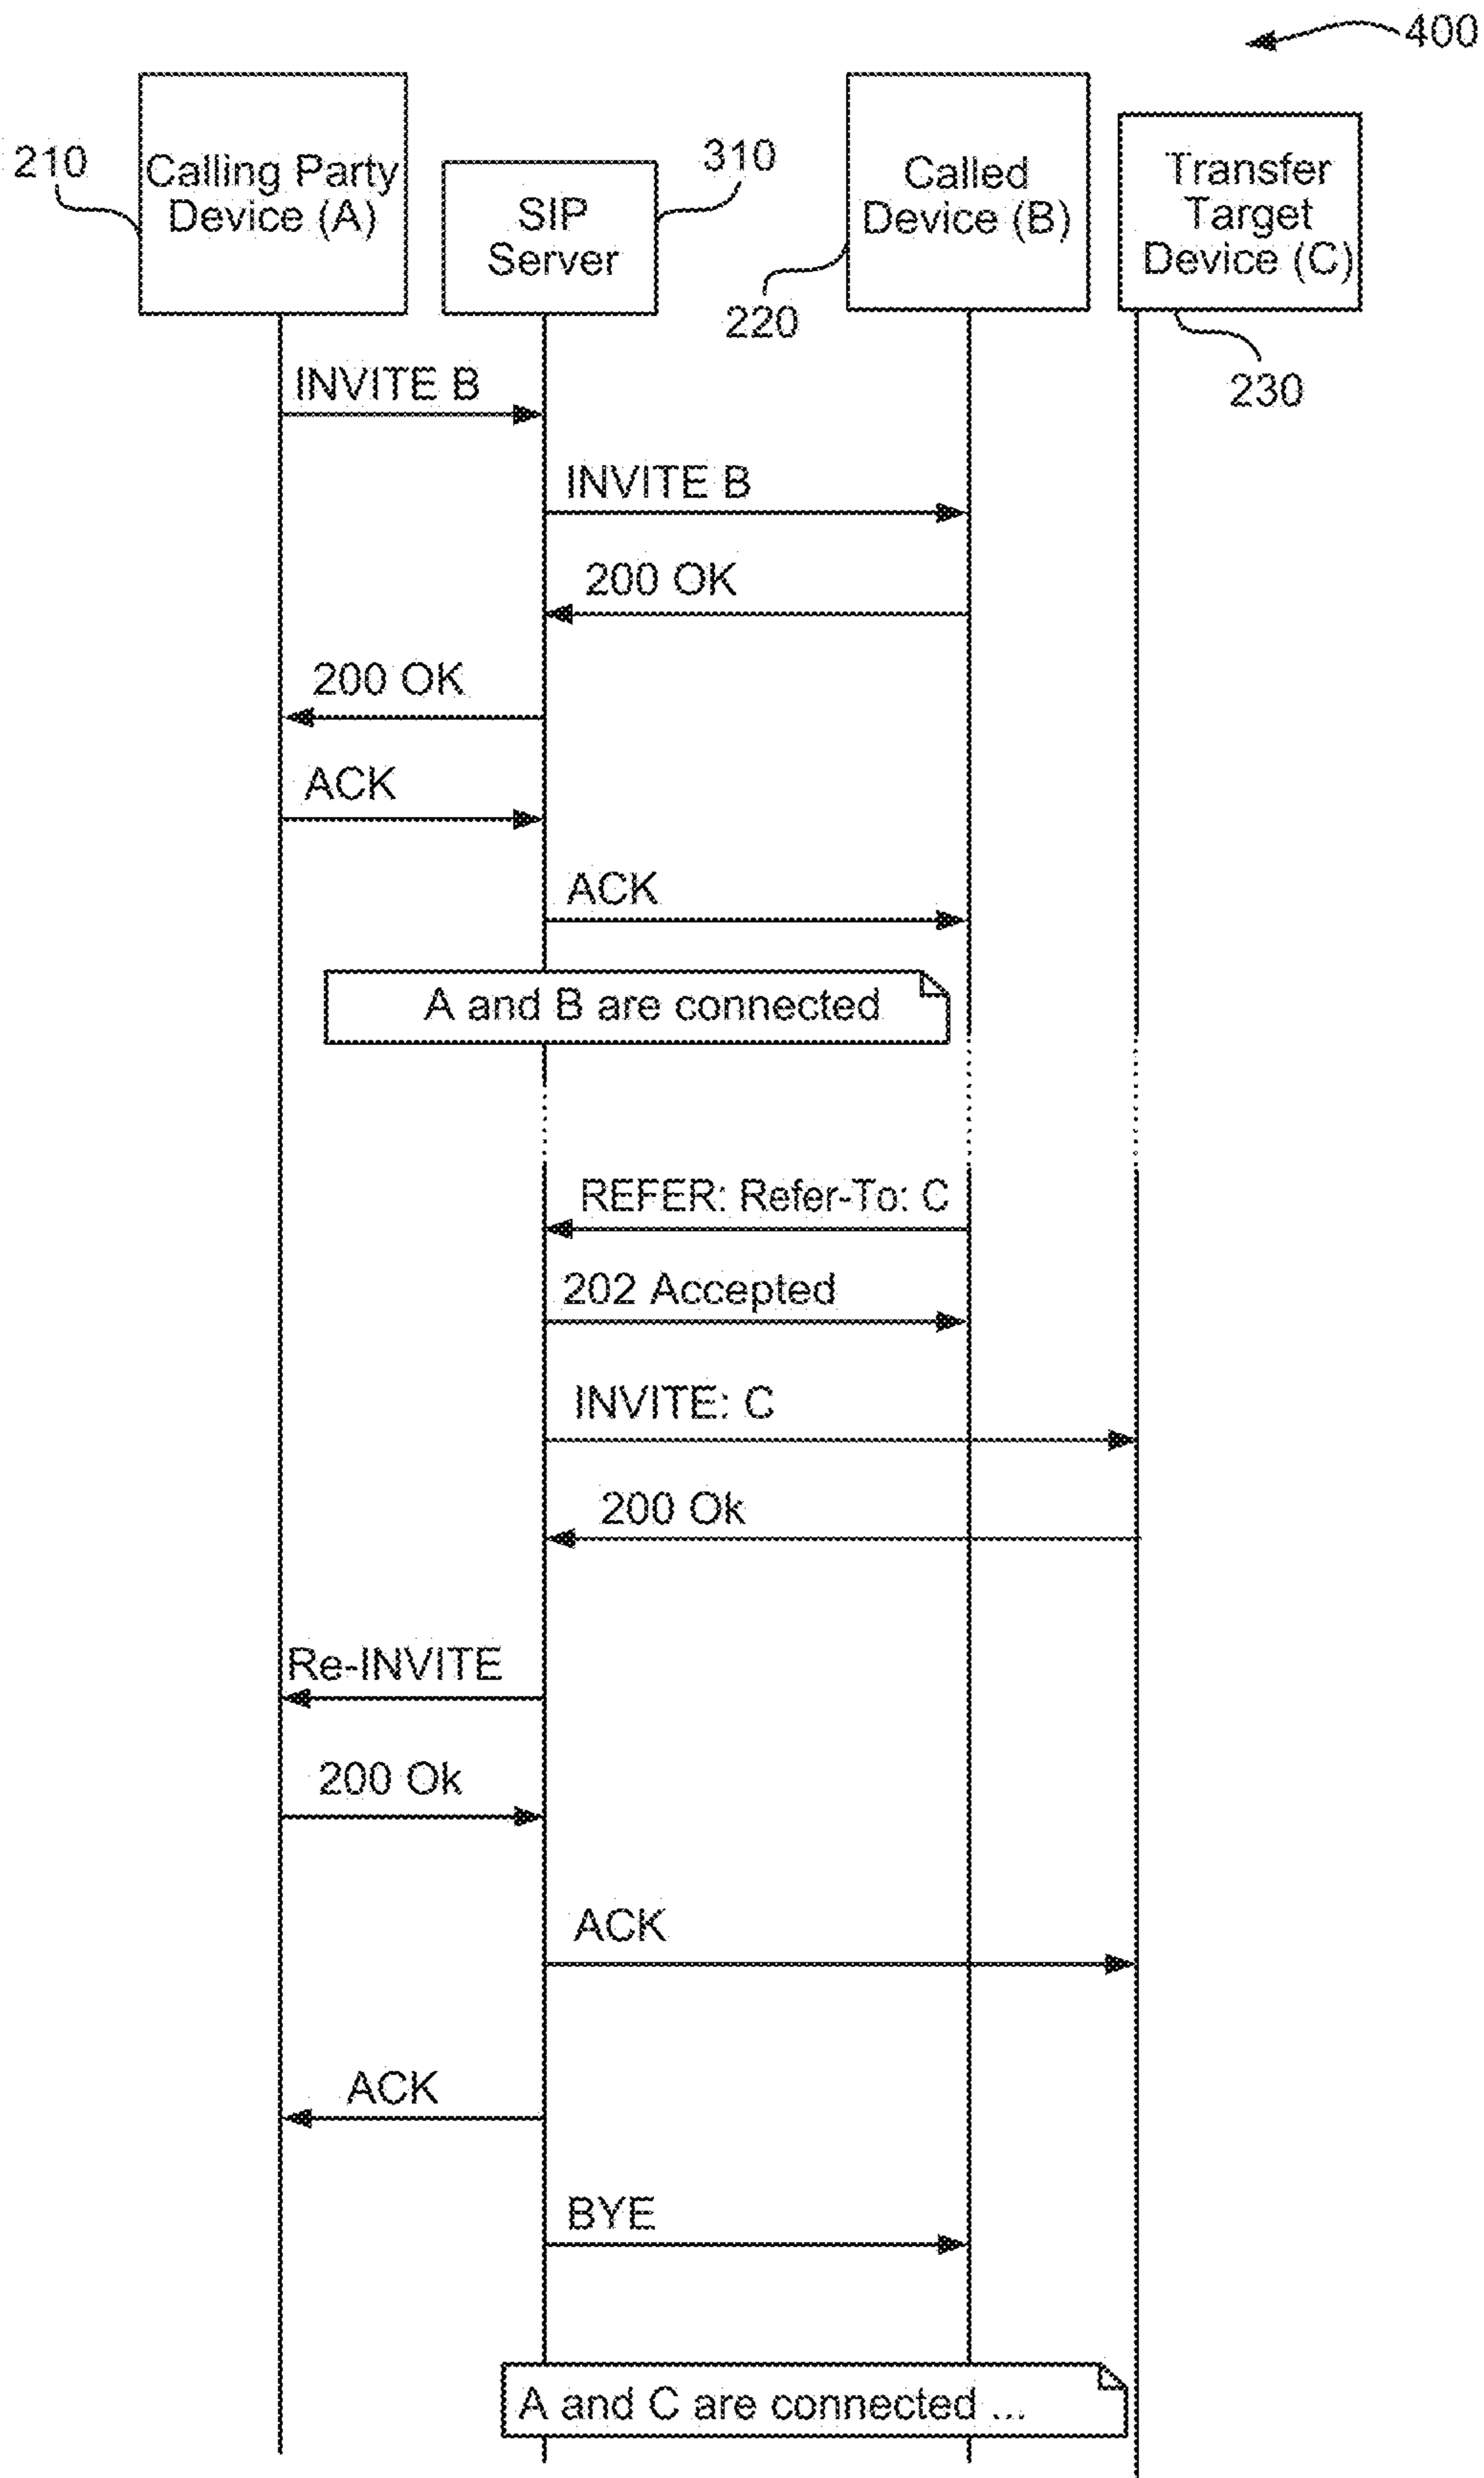 400
210
Calling Party
Device (A)
310
SIP
Server
Called
Device (B)
220
Transfer
Target
Device (C)
230
INVITE B
INVITE B
200 OK
200 OK
ACK
ACK
A and B are connected
REFER: Refer-To: C
202 Accepted
INVITE: C
200 Ok
Re-INVITE
200 Ok
ACK
ACK
BYE
A and C are connected ...